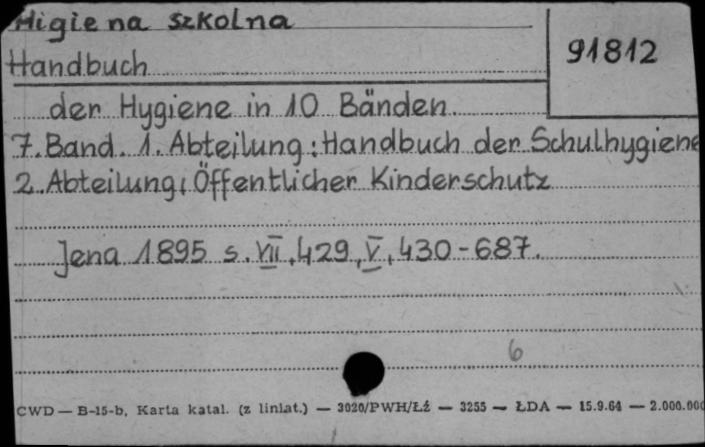 Higiena szkolna
91812
Handbuch
der Hygiene in 10 Bänden.
7. Band. 1. Abteilung: Handbuch der Schulhygiene
2. Abteilung: Öffentlicher Kinderschutz
Jena 1895 s. VII, 429, V, 430-687.
6
CWD — B-15-b, Karta katal. (z liniat.) — 3020/PWH/Łź — 3255 — ŁDA — 15.9.64 — 2.000.000